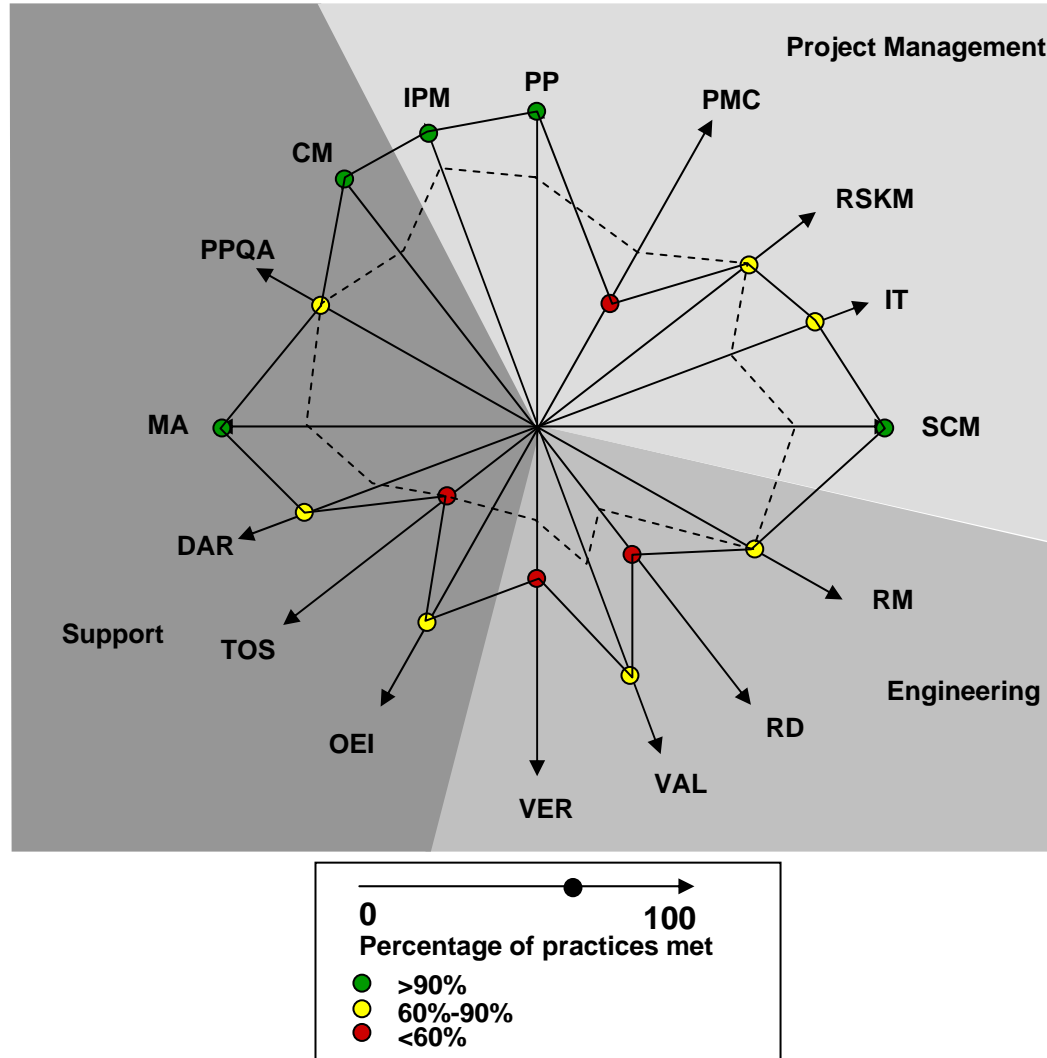 Project Management
PP
IPM
PMC
CM
RSKM
PPQA
IT
MA
SCM
DAR
RM
Support
TOS
Engineering
RD
OEI
VAL
VER
0
100
Percentage of practices met
>90%
60%-90%
<60%